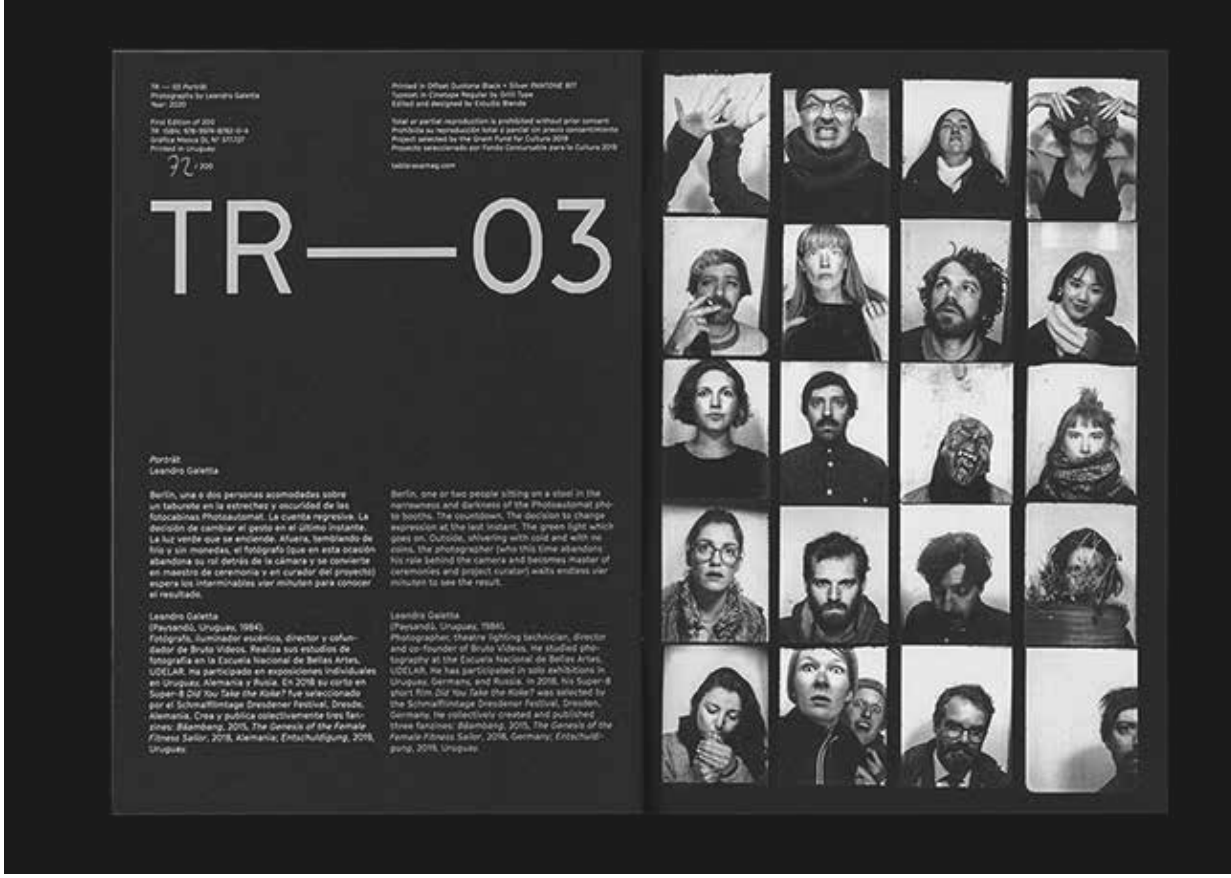 TR — 03 Porträt
Photographs by Leandro Galetta
Year: 2020
First Edition of 200
Printed in Uruguay
72 / 200
Printed in Offset Duotone Black + Silver PANTONE 877
Typeset in Cinetype Regular by Grilli Type
Edited and designed by Estudio Blende
Total or partial reproduction is prohibited without prior consent
Prohibida su reproducción total o parcial sin previo consentimiento
Project selected by the Grant Fund for Culture 2019
Proyecto seleccionado por Fondo Concursable para la Cultura 2019
tablarasamag.com
TR—03
Porträt
Leandro Galetta
Berlín, una o dos personas acomodadas sobre
un taburete en la estrechez y oscuridad de las
fotocabinas Photoautomat. La cuenta regresiva. La
decisión de cambiar el gesto en el último instante.
La luz verde que se enciende. Afuera, temblando de
frío y sin monedas, el fotógrafo (que en esta ocasión
abandona su rol detrás de la cámara y se convierte
en maestro de ceremonia y en curador del proyecto)
espera los interminables vier minuten para conocer
el resultado.
Leandro Galetta
(Paysandú, Uruguay, 1984).
Fotógrafo, iluminador escénico, director y cofun-
dador de Bruto Videos. Realiza sus estudios de
fotografía en la Escuela Nacional de Bellas Artes,
UDELAR. Ha participado en exposiciones individuales
en Uruguay, Alemania y Rusia. En 2018 su corto en
Super-8 Did You Take the Koke? fue seleccionado
por el Schmalfilmtage Dresdener Festival, Dresde,
Alemania. Crea y publica colectivamente tres fan-
zines: Béambang, 2015, The Genesis of the Female
Fitness Sailor, 2018, Alemania; Entschuldigung, 2019,
Uruguay.
Berlin, one or two people sitting on a stool in the
narrowness and darkness of the Photoautomat pho-
to booths. The countdown. The decision to change
expression at the last instant. The green light which
goes on. Outside, shivering with cold and with no
coins, the photographer (who this time abandons
his role behind the camera and becomes master of
ceremonies and project curator) waits endless vier
minuten to see the result.
Leandro Galetta
(Paysandú, Uruguay, 1984).
Photographer, theatre lighting technician, director
and co-founder of Bruto Videos. He studied pho-
tography at the Escuela Nacional de Bellas Artes,
UDELAR. He has participated in solo exhibitions in
Uruguay, Germany, and Russia. In 2018, his Super-8
short film Did You Take the Koke? was selected by
the Schmalfilmtage Dresdener Festival, Dresden,
Germany. He collectively created and published
three fanzines: Béambang, 2015, The Genesis of the
Female Fitness Sailor, 2018, Germany; Entschuldi-
gung, 2019, Uruguay.